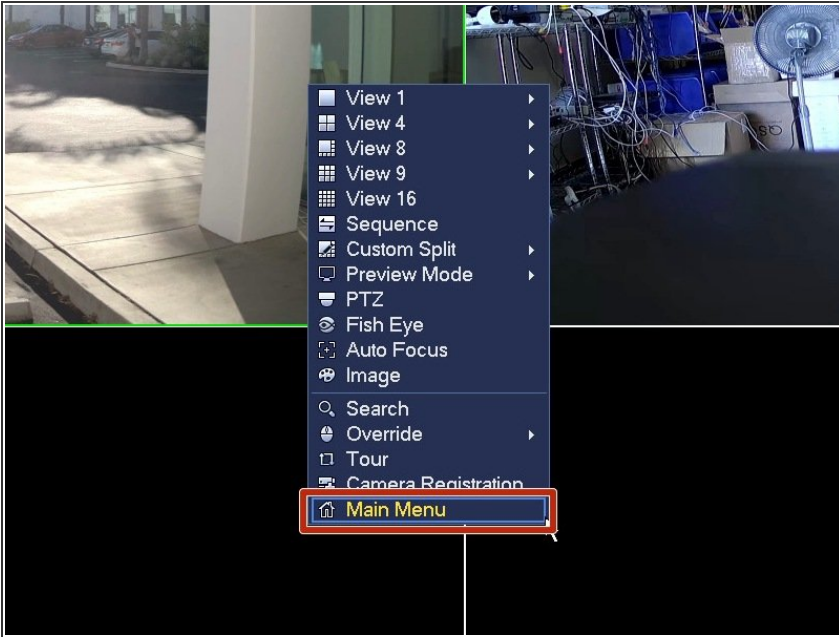 View 1
View 4
View 8
View 9
View 16
Sequence
Custom Split
Preview Mode
PTZ
Fish Eye
Auto Focus
Image
Search
Override
Tour
Camera Registration
Main Menu